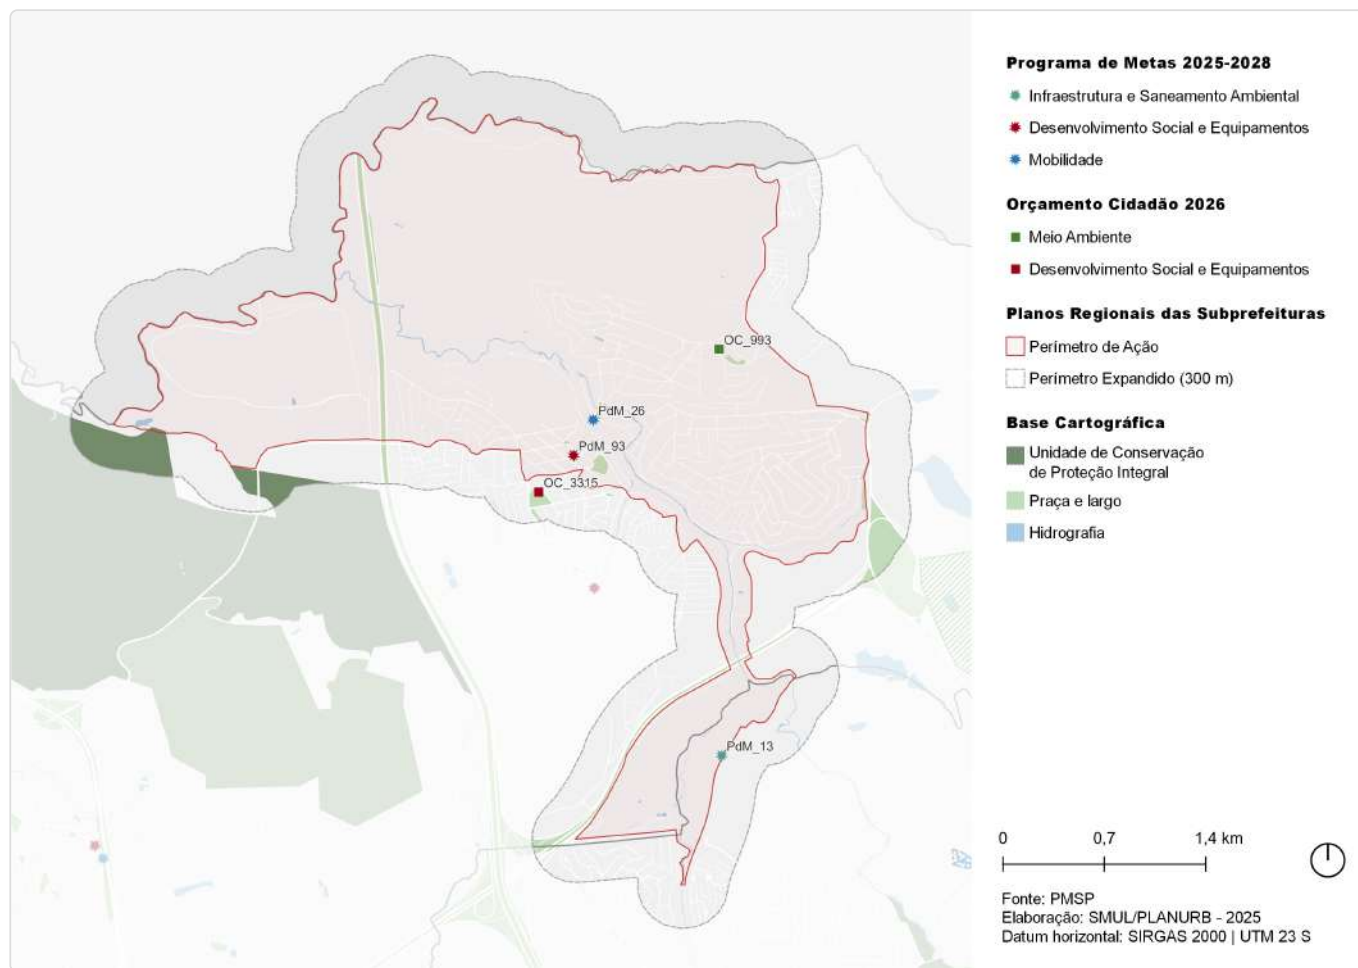 OC_993
PdM_26
PdM_93
OC_3315
PdM_13
Programa de Metas 2025-2028
Infraestrutura e Saneamento Ambiental
Desenvolvimento Social e Equipamentos
Mobilidade
Orçamento Cidadão 2026
Meio Ambiente
Desenvolvimento Social e Equipamentos
Planos Regionais das Subprefeituras
Perímetro de Ação
Perímetro Expandido (300 m)
Base Cartográfica
Unidade de Conservação
de Proteção Integral
Praça e largo
Hidrografia
0 0,7 1,4 km
Fonte: PMSP
Elaboração: SMUL/PLANURB - 2025
Datum horizontal: SIRGAS 2000 | UTM 23 S